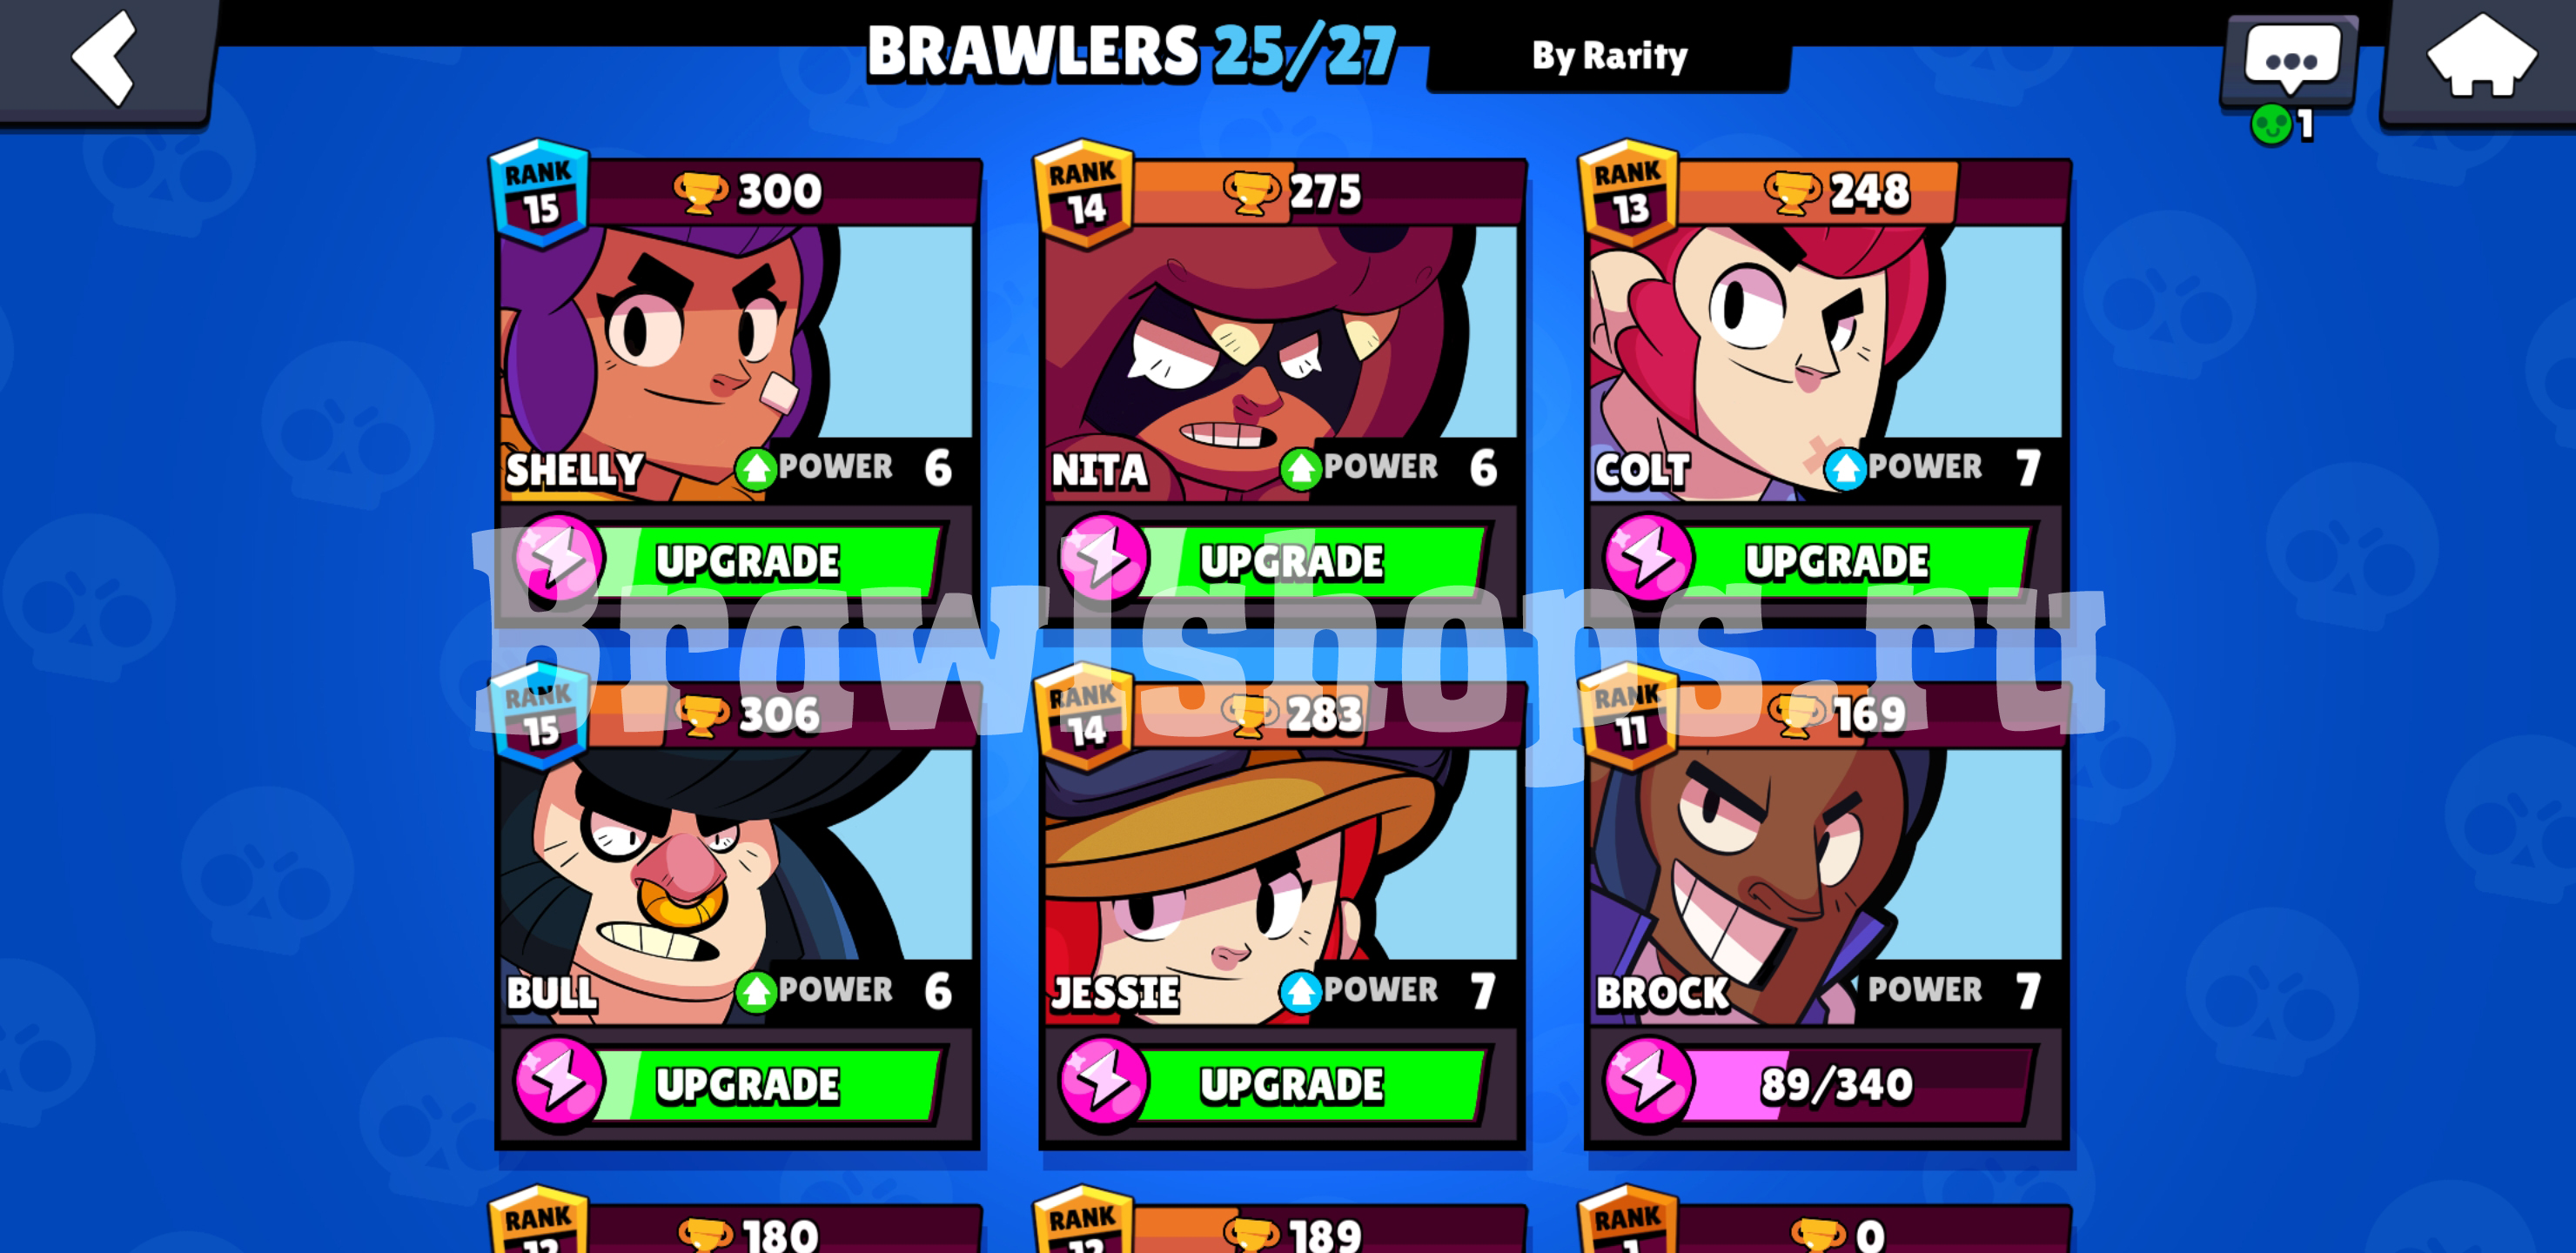 BRAWLERS 25/27
By Rarity
1
RANK 15
300
RANK 14
275
RANK 13
248
SHELLY
POWER 6
NITA
POWER 6
COLT
POWER 7
UPGRADE
UPGRADE
UPGRADE
Brawlshops.ru
RANK 15
306
RANK 14
283
RANK 11
169
BULL
POWER 6
JESSIE
POWER 7
BROCK
POWER 7
UPGRADE
UPGRADE
89/340
RANK
180
RANK
189
RANK
0